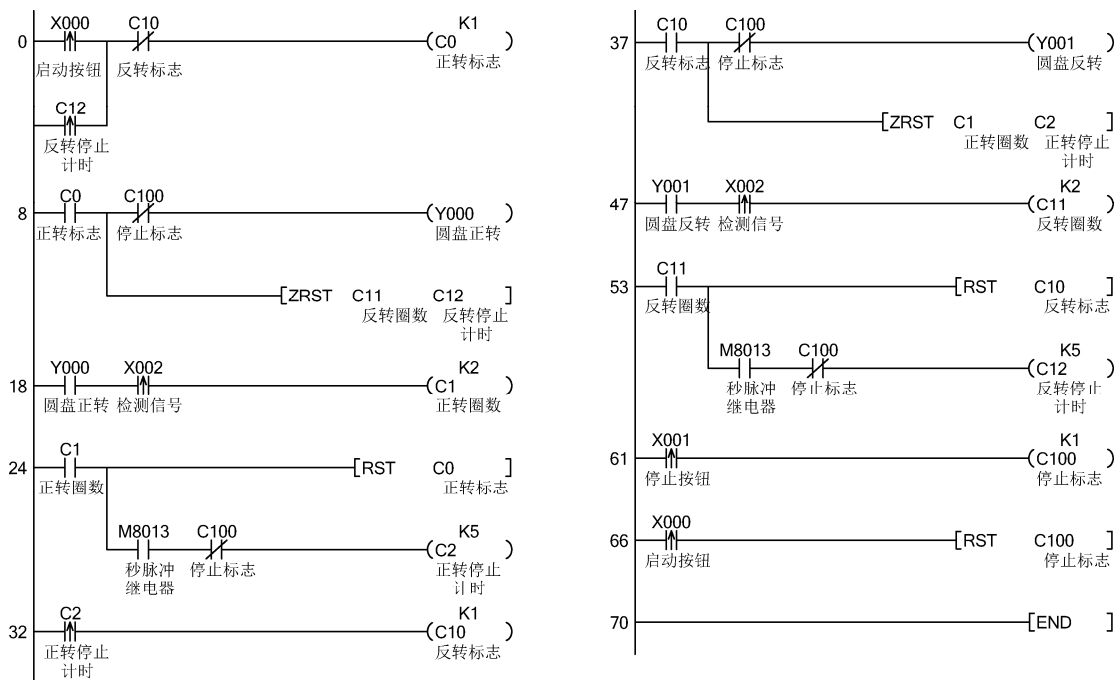 X000 C10 K1
0 C0
启动按钮 反转标志 正转标志
C12
反转停止
计时
C0 C100
8 Y000
正转标志 停止标志 圆盘正转
ZRST C11 C12
反转圈数 反转停止
计时
Y000 X002 K2
18 C1
圆盘正转 检测信号 正转圈数
C1
24 RST C0
正转圈数 正转标志
M8013 C100 K5
C2
秒脉冲 停止标志 正转停止
继电器 计时
C2 K1
32 C10
正转停止 反转标志
计时
C10 C100
37 Y001
反转标志 停止标志 圆盘反转
ZRST C1 C2
正转圈数 正转停止
计时
Y001 X002 K2
47 C11
圆盘反转 检测信号 反转圈数
C11
53 RST C10
反转圈数 反转标志
M8013 C100 K5
C12
秒脉冲 停止标志 反转停止
继电器 计时
X001 K1
61 C100
停止按钮 停止标志
X000
66 RST C100
启动按钮 停止标志
70 END